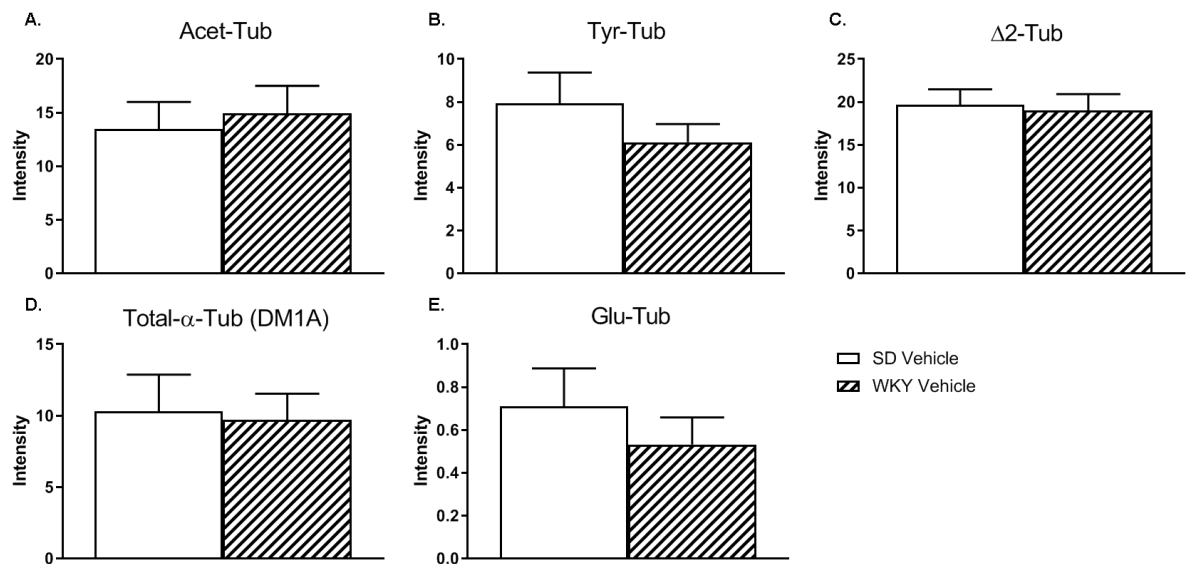 A.
Acet-Tub
20
15
10
5
0
Intensity
B.
Tyr-Tub
10
8
6
4
2
0
Intensity
C.
Δ2-Tub
25
20
15
10
5
0
Intensity
D.
Total-α-Tub (DM1A)
15
10
5
0
Intensity
E.
Glu-Tub
1.0
0.8
0.6
0.4
0.2
0.0
Intensity
SD Vehicle
WKY Vehicle